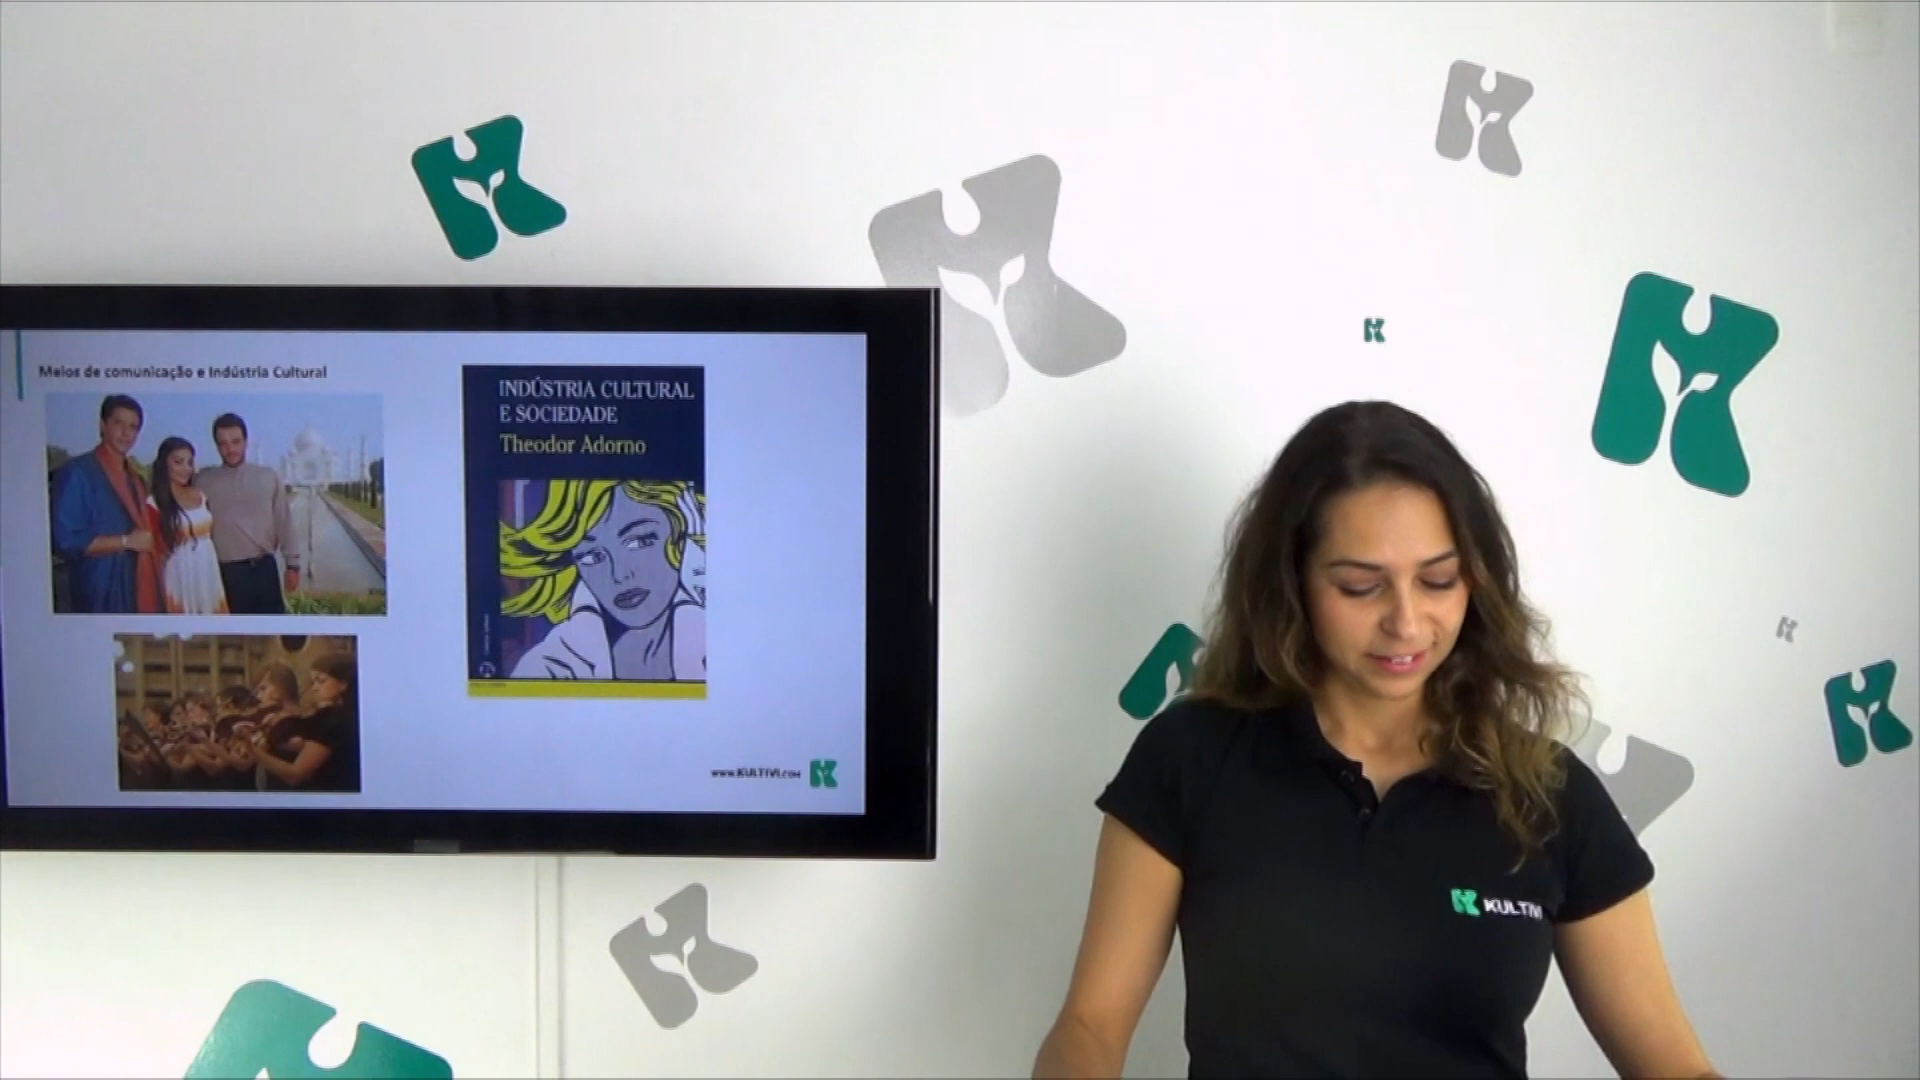 Meios de comunicação e Indústria Cultural
INDÚSTRIA CULTURAL
E SOCIEDADE
Theodor Adorno
www.KULTIVI.COM
KULTIVI